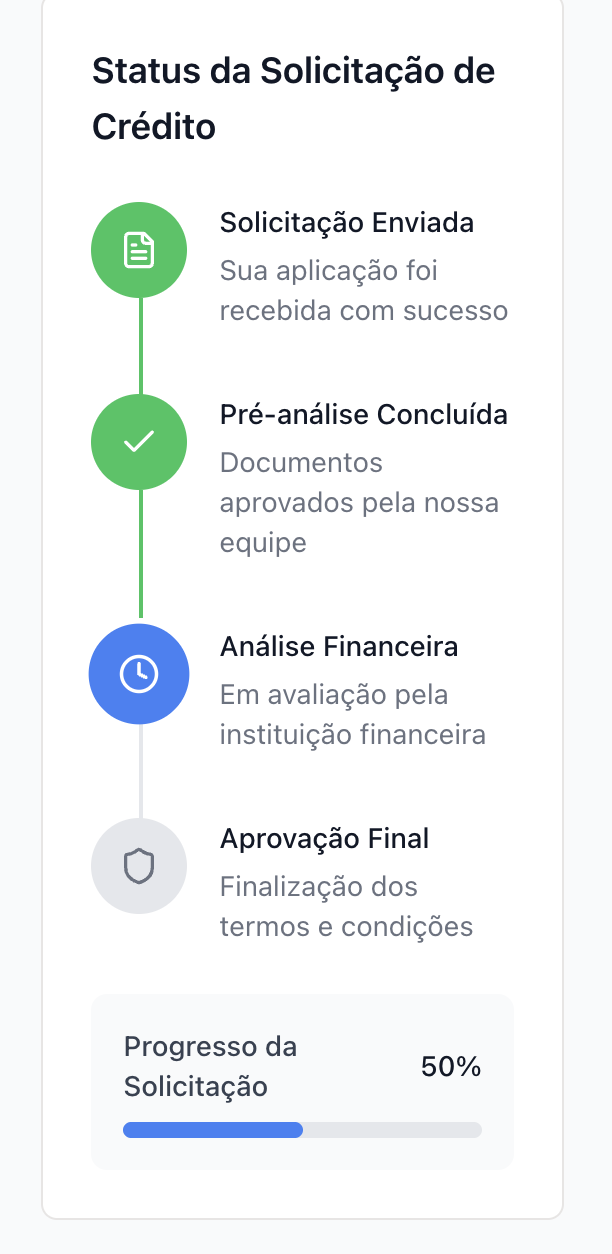 Status da Solicitação de
Crédito
Solicitação Enviada
Sua aplicação foi
recebida com sucesso
Pré-análise Concluída
Documentos
aprovados pela nossa
equipe
Análise Financeira
Em avaliação pela
instituição financeira
Aprovação Final
Finalização dos
termos e condições
Progresso da
Solicitação
50%